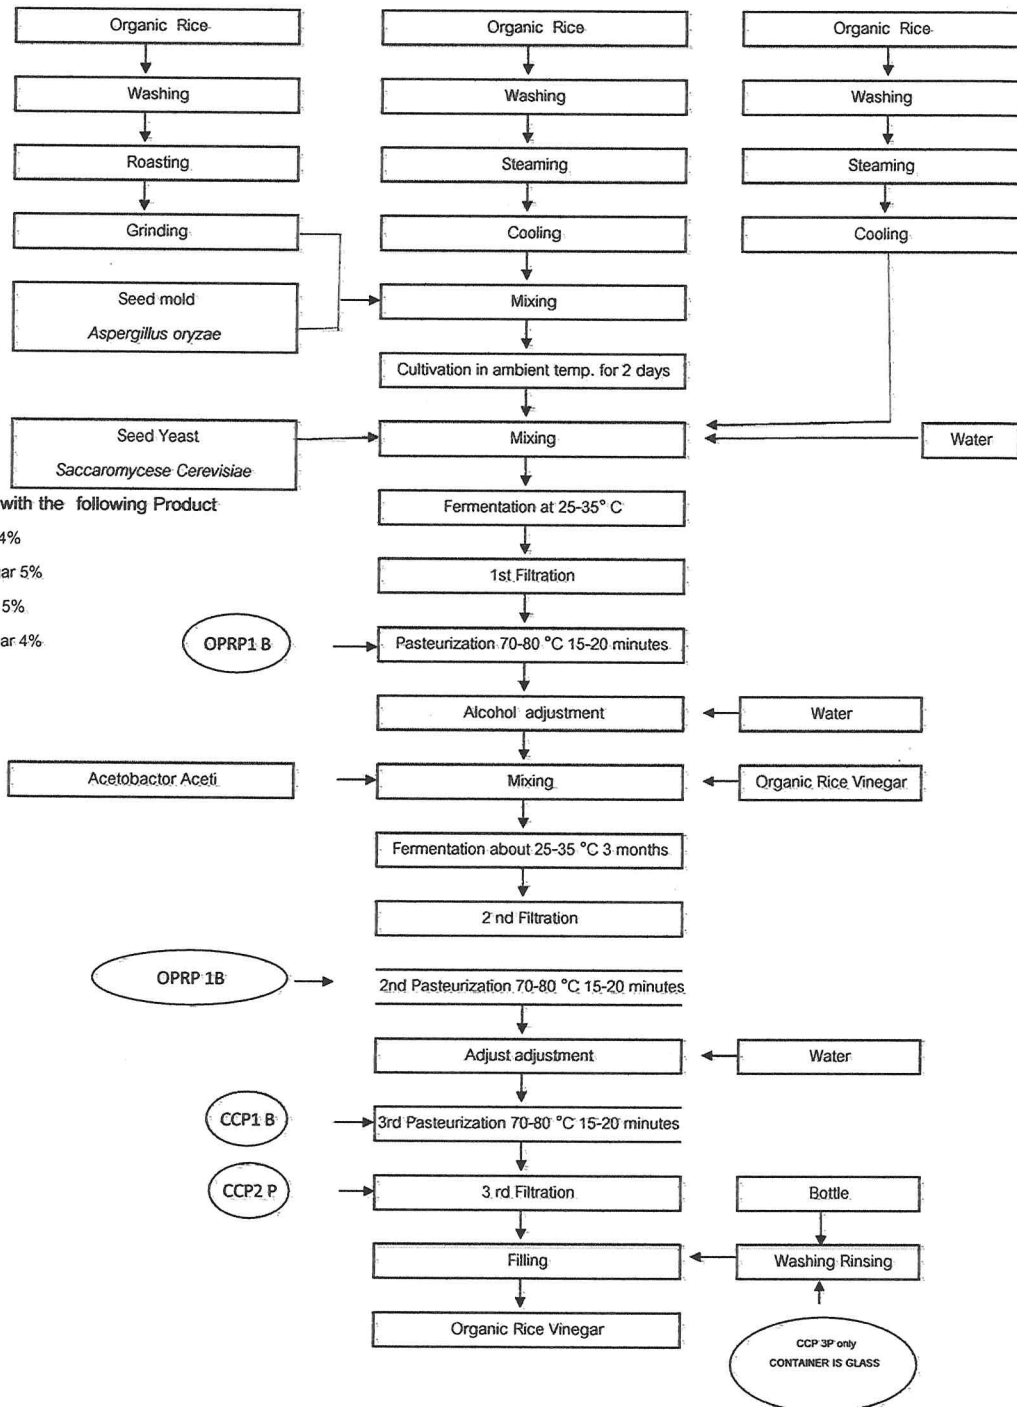 Organic Rice
Organic Rice
Organic Rice
Washing
Washing
Washing
Roasting
Steaming
Steaming
Grinding
Cooling
Cooling
Seed mold
Aspergillus oryzae
Mixing
Cultivation in ambient temp. for 2 days
Seed Yeast
Saccaromycese Cerevisiae
Mixing
Water
with the following Product
4%
ar 5%
5%
ar 4%
Fermentation at 25-35° C
1st Filtration
OPRP1 B
Pasteurization 70-80 °C 15-20 minutes
Alcohol adjustment
Water
Acetobactor Aceti
Mixing
Organic Rice Vinegar
Fermentation about 25-35 °C 3 months
2 nd Filtration
OPRP 1B
2nd Pasteurization 70-80 °C 15-20 minutes
Adjust adjustment
Water
CCP1 B
3rd Pasteurization 70-80 °C 15-20 minutes
CCP2 P
3 rd Filtration
Bottle
Filling
Washing Rinsing
Organic Rice Vinegar
CCP 3P only
CONTAINER IS GLASS